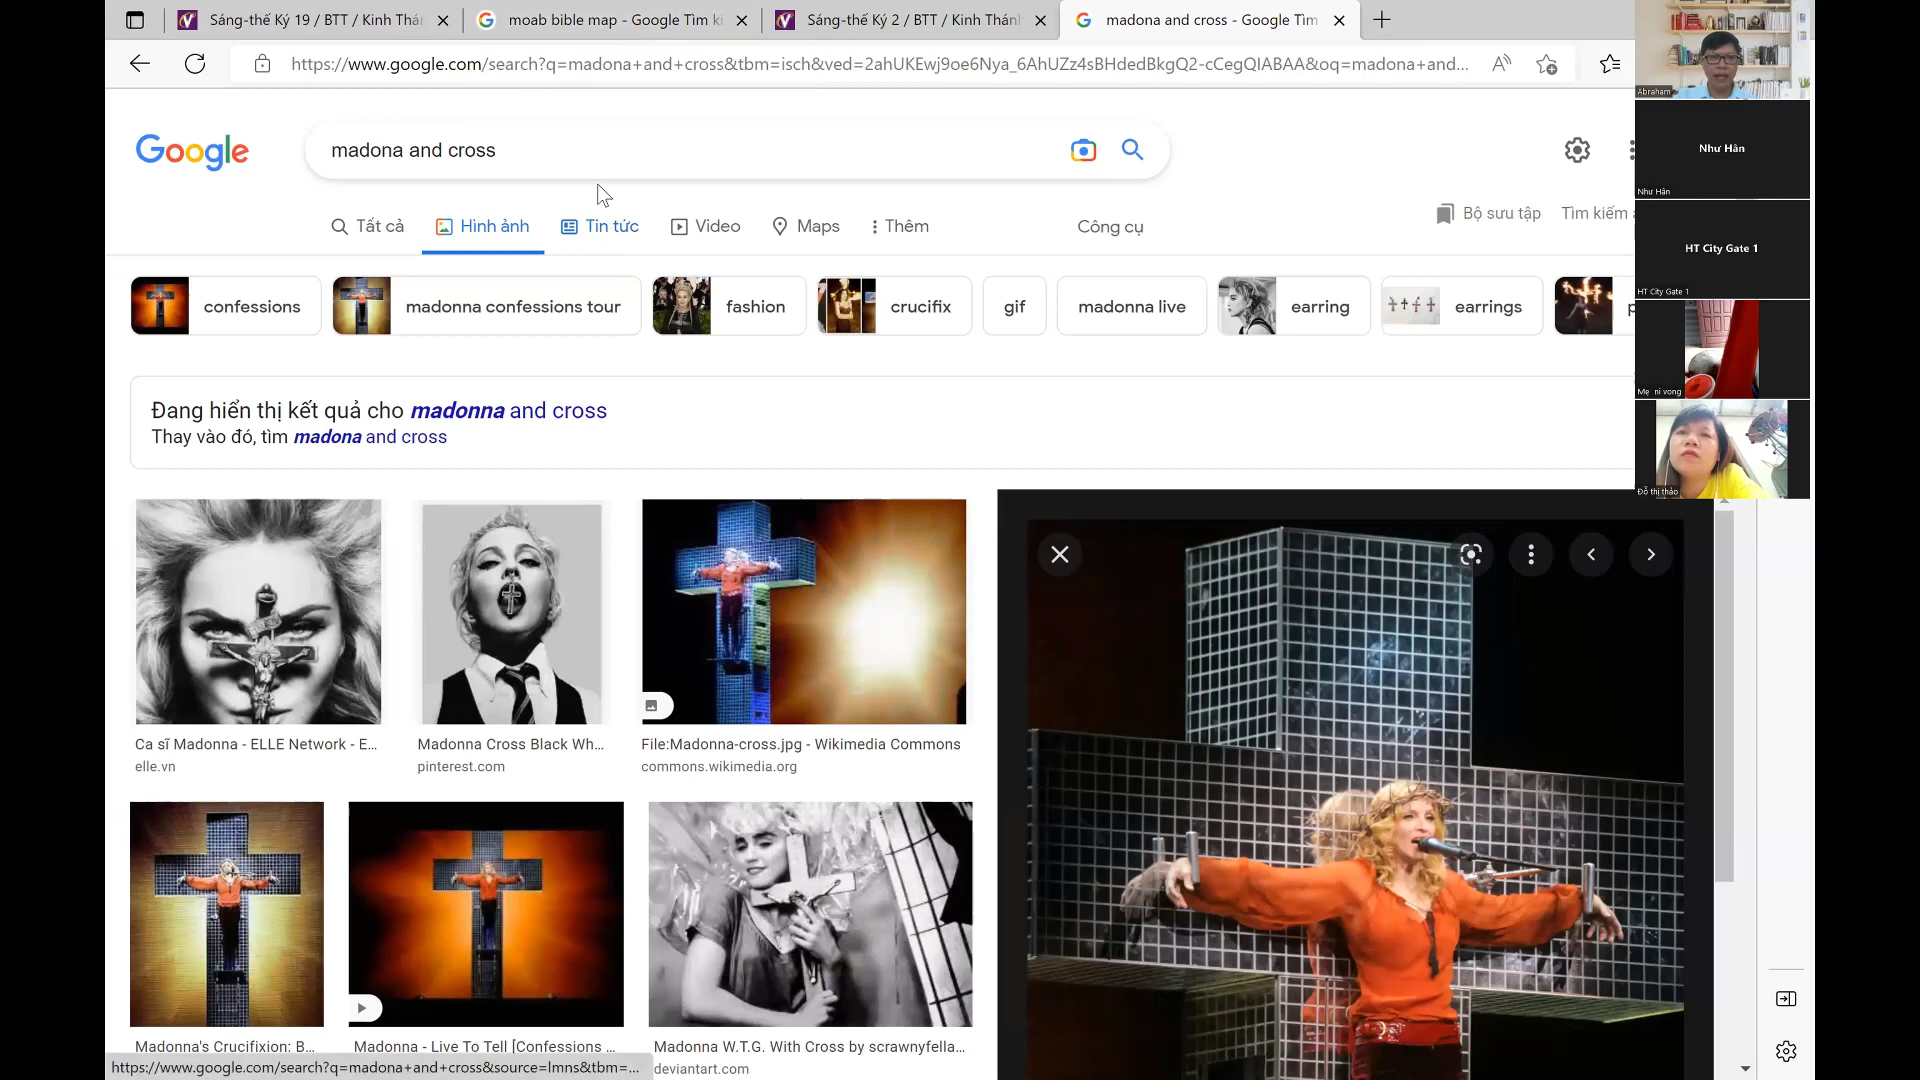 Sáng-thế Ký 19 / BTT / Kinh Thán
moab bible map - Google Tìm ki
Sáng-thế Ký 2 / BTT / Kinh Thánh
madona and cross - Google Tìm
https://www.google.com/search?q=madona+and+cross&tbm=isch&ved=2ahUKEwj9oe6Nya_6AhUZz4sBHdedBkgQ2-cCegQIABAA&oq=madona+and...
Abraham
Google
madona and cross
Như Hân
Như Hân
Tất cả
Hình ảnh
Tin tức
Video
Maps
Thêm
Công cụ
Bộ sưu tập
Tìm kiếm
HT City Gate 1
HT City Gate 1
confessions
madonna confessions tour
fashion
crucifix
gif
madonna live
earring
earrings
p
Mẹ ni vong
Đang hiển thị kết quả cho madonna and cross
Thay vào đó, tìm madona and cross
Đỗ thị thảo
Ca sĩ Madonna - ELLE Network - E...
elle.vn
Madonna Cross Black Wh...
pinterest.com
File:Madonna-cross.jpg - Wikimedia Commons
commons.wikimedia.org
Madonna's Crucifixion: B...
Madonna - Live To Tell [Confessions ...
Madonna W.T.G. With Cross by scrawnyfella...
deviantart.com
https://www.google.com/search?q=madona+and+cross&source=lmns&tbm=...